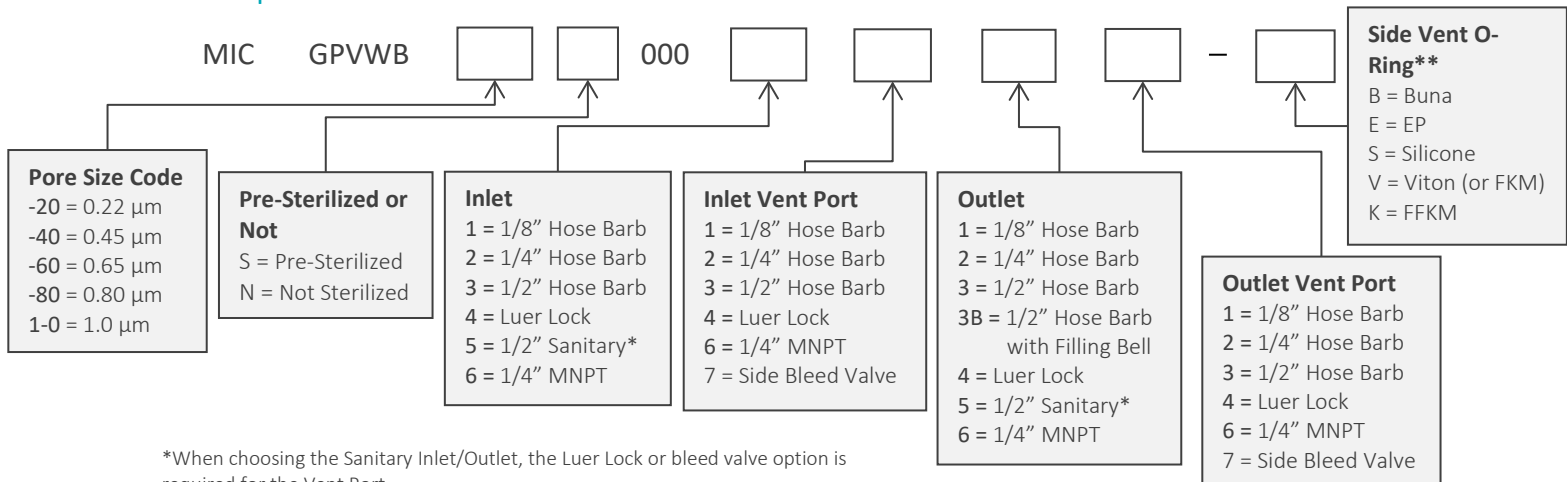 MIC GPVWB 000 –
Side Vent O-
Ring**
B = Buna
E = EP
S = Silicone
V = Viton (or FKM)
K = FFKM
Pore Size Code
-20 = 0.22 µm
-40 = 0.45 µm
-60 = 0.65 µm
-80 = 0.80 µm
1-0 = 1.0 µm
Pre-Sterilized or
Not
S = Pre-Sterilized
N = Not Sterilized
Inlet
1 = 1/8” Hose Barb
2 = 1/4” Hose Barb
3 = 1/2” Hose Barb
4 = Luer Lock
5 = 1/2” Sanitary*
6 = 1/4” MNPT
Inlet Vent Port
1 = 1/8” Hose Barb
2 = 1/4” Hose Barb
3 = 1/2” Hose Barb
4 = Luer Lock
6 = 1/4” MNPT
7 = Side Bleed Valve
Outlet
1 = 1/8” Hose Barb
2 = 1/4” Hose Barb
3 = 1/2” Hose Barb
3B = 1/2” Hose Barb
with Filling Bell
4 = Luer Lock
5 = 1/2” Sanitary*
6 = 1/4” MNPT
Outlet Vent Port
1 = 1/8” Hose Barb
2 = 1/4” Hose Barb
3 = 1/2” Hose Barb
4 = Luer Lock
6 = 1/4” MNPT
7 = Side Bleed Valve
*When choosing the Sanitary Inlet/Outlet, the Luer Lock or bleed valve option is
required for the Vent Port